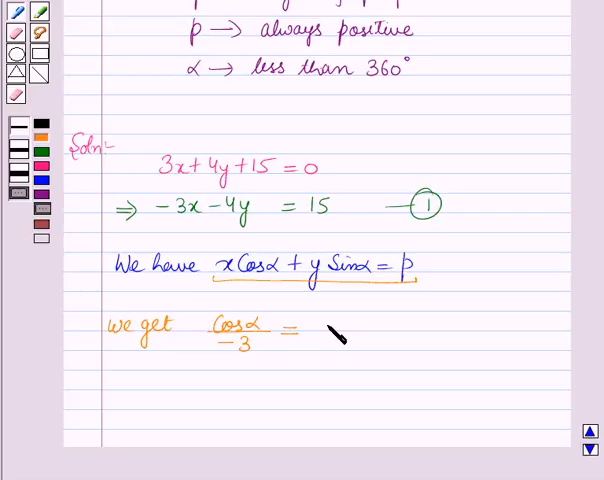 p → always positive
α → less than 360°
Soln:-
3x + 4y + 15 = 0
⇒ -3x - 4y = 15 — 1
We have x Cosα + y Sinα = p
We get Cosα / -3 =